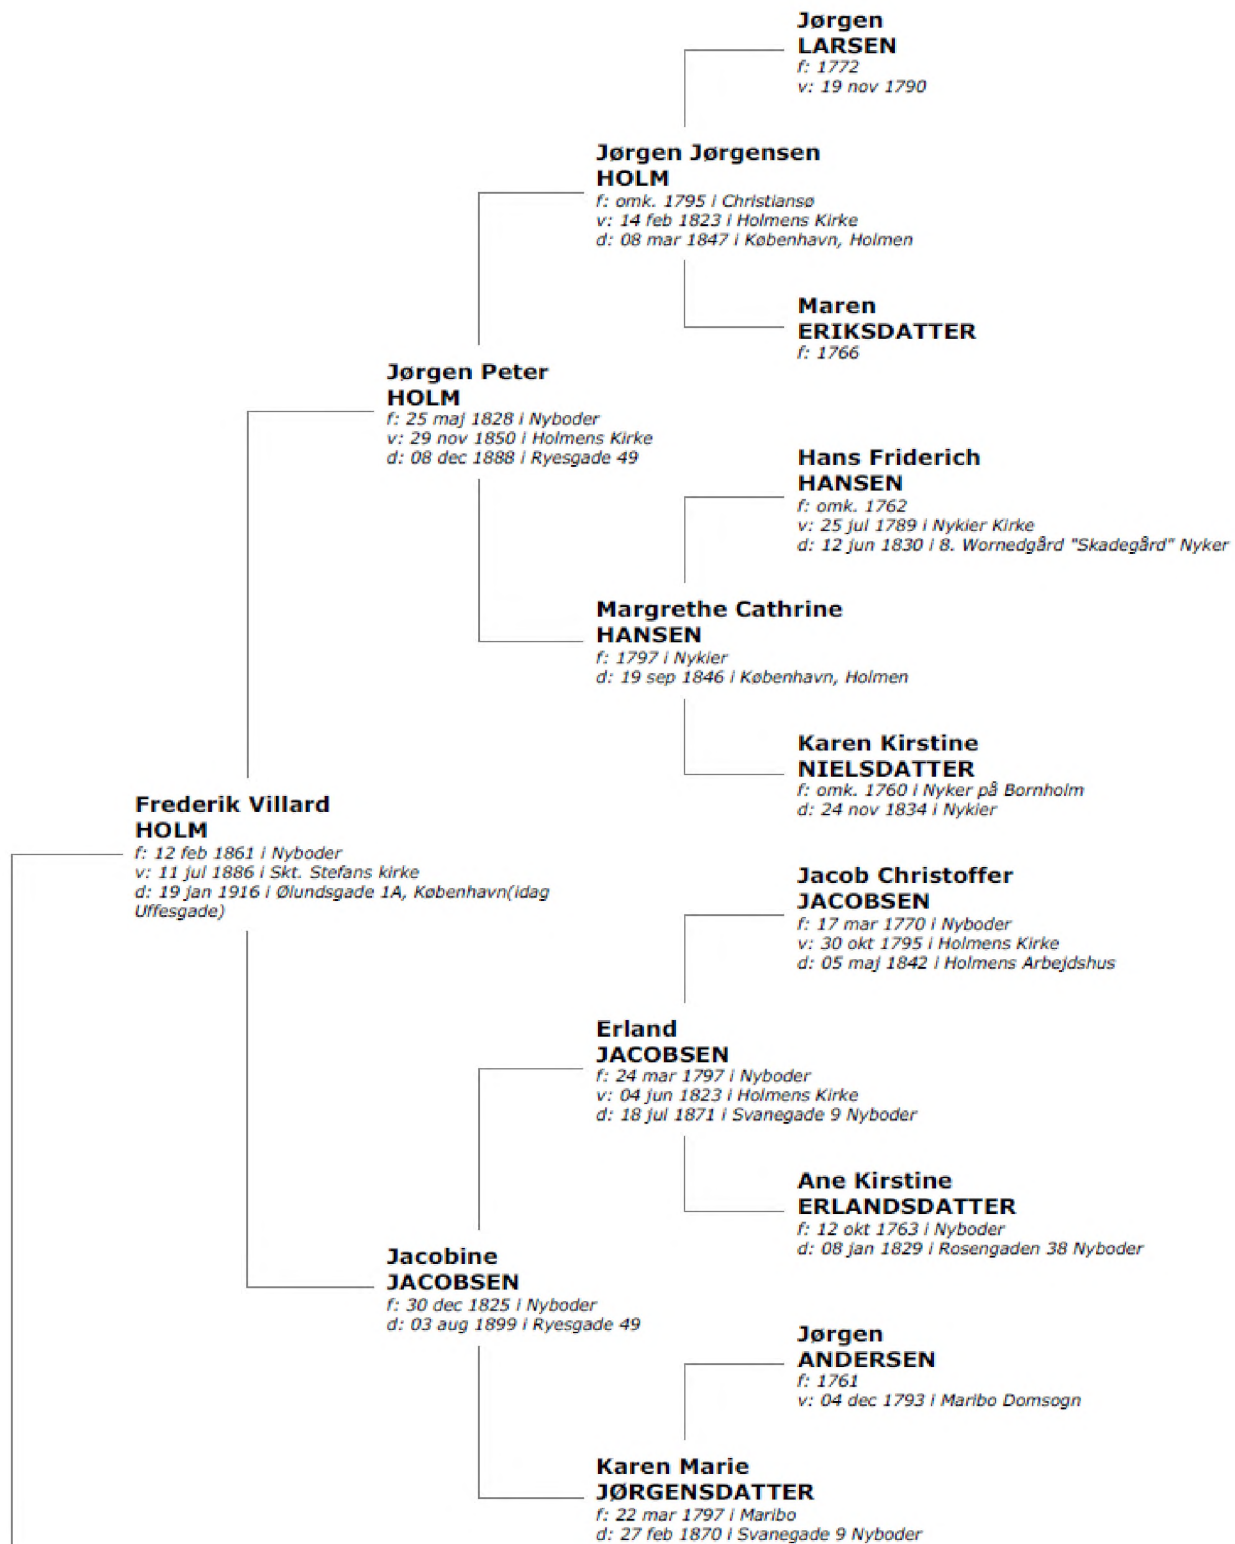 Jørgen
LARSEN
f: 1772
v: 19 nov 1790
Jørgen Jørgensen
HOLM
f: omk. 1795 i Christiansø
v: 14 feb 1823 i Holmens Kirke
d: 08 mar 1847 i København, Holmen
Maren
ERIKSDATTER
f: 1766
Jørgen Peter
HOLM
f: 25 maj 1828 i Nyboder
v: 29 nov 1850 i Holmens Kirke
d: 08 dec 1888 i Ryesgade 49
Hans Friderich
HANSEN
f: omk. 1762
v: 25 jul 1789 i Nykier Kirke
d: 12 jun 1830 i 8. Wornedgård "Skadegård" Nyker
Margrethe Cathrine
HANSEN
f: 1797 i Nykier
d: 19 sep 1846 i København, Holmen
Karen Kirstine
NIELSDATTER
f: omk. 1760 i Nyker på Bornholm
d: 24 nov 1834 i Nykier
Frederik Villard
HOLM
f: 12 feb 1861 i Nyboder
v: 11 jul 1886 i Skt. Stefans kirke
d: 19 jan 1916 i Ølundsgade 1A, København(idag
Uffesgade)
Jacob Christoffer
JACOBSEN
f: 17 mar 1770 i Nyboder
v: 30 okt 1795 i Holmens Kirke
d: 05 maj 1842 i Holmens Arbejdshus
Erland
JACOBSEN
f: 24 mar 1797 i Nyboder
v: 04 jun 1823 i Holmens Kirke
d: 18 jul 1871 i Svanegade 9 Nyboder
Ane Kirstine
ERLANDSDATTER
f: 12 okt 1763 i Nyboder
d: 08 jan 1829 i Rosengaden 38 Nyboder
Jacobine
JACOBSEN
f: 30 dec 1825 i Nyboder
d: 03 aug 1899 i Ryesgade 49
Jørgen
ANDERSEN
f: 1761
v: 04 dec 1793 i Maribo Domsogn
Karen Marie
JØRGENSDATTER
f: 22 mar 1797 i Maribo
d: 27 feb 1870 i Svanegade 9 Nyboder